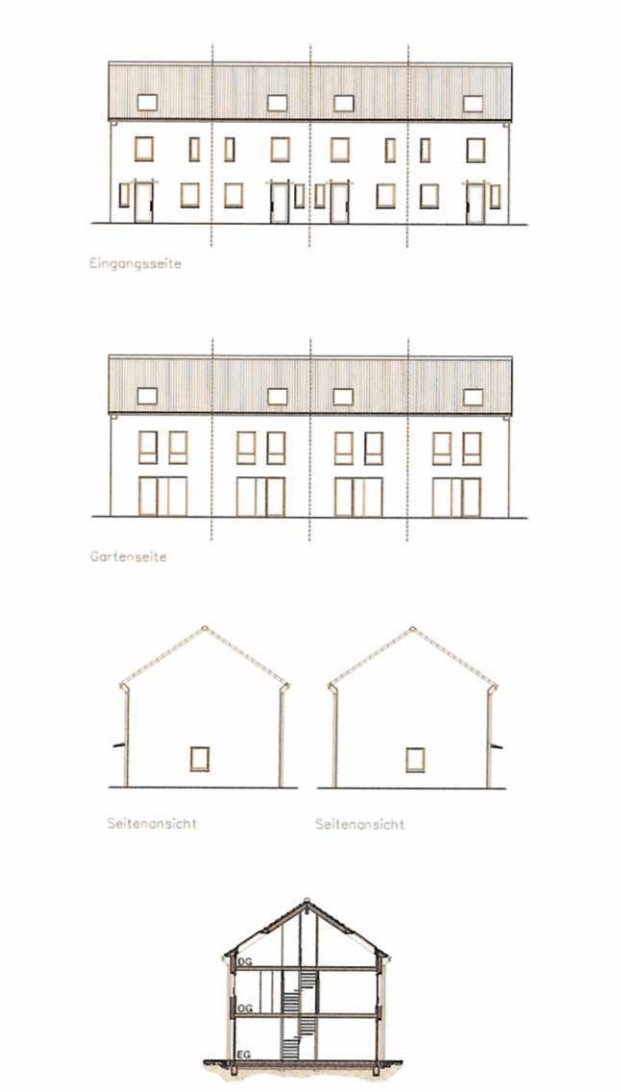 Eingangsseite
Gartenseite
Seitenansicht Seitenansicht
DG
OG
EG